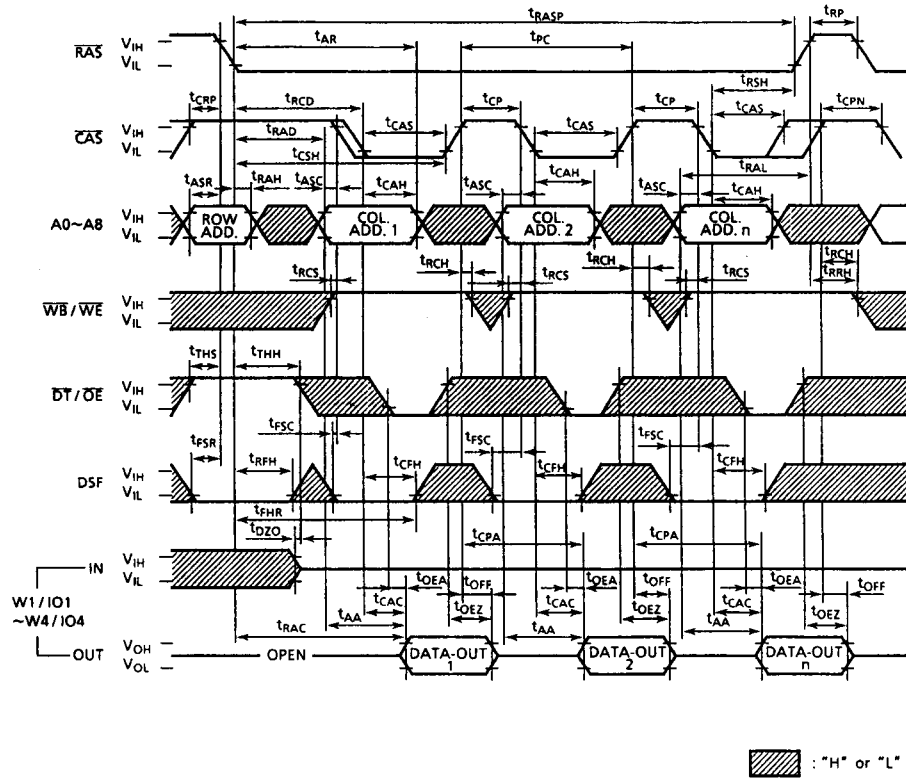 tRASP tRP
tAR tPC
RAS VIH
VIL
tRSH
tCRP tRCD tCP tCP tCAS tCPN
CAS VIH
VIL
tRAD tCAS tCAS
tCSH tRAL
tASR tRAH tASC tCAH tASC tCAH tASC tCAH
A0~A8 VIH
VIL
ROW ADD. COL. ADD. 1 COL. ADD. 2 COL. ADD. n
tRCS tRCH tRCS tRCH tRCS tRCH
tRRH
WB/WE VIH
VIL
tTHS tTHH
DT/OE VIH
VIL
tFSR tFSC tFSC tFSC
tRFH tCFH tCFH tCFH
DSF VIH
VIL
tFHR
tDZO tCPA tCPA
IN VIH
VIL
W1/IO1
~W4/IO4
tOEA tOFF tOEA tOFF tOEA tOFF
tCAC tOEZ tCAC tOEZ tCAC tOEZ
tRAC tAA tAA tAA
OUT VOH
VOL
OPEN DATA-OUT 1 DATA-OUT 2 DATA-OUT n
: "H" or "L"